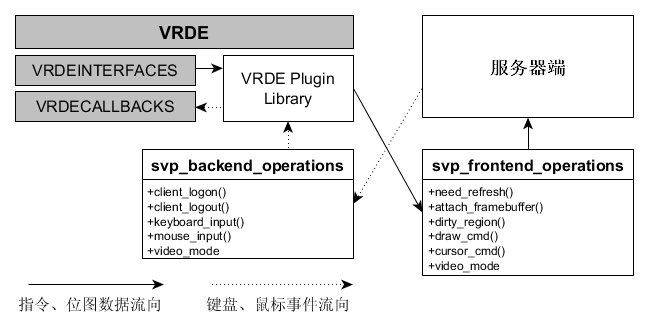 VRDE
VRDEINTERFACES
VRDECALLBACKS
VRDE Plugin
Library
服务器端
svp_backend_operations
+client_logon()
+client_logout()
+keyboard_input()
+mouse_input()
+video_mode
svp_frontend_operations
+need_refresh()
+attach_framebuffer()
+dirty_region()
+draw_cmd()
+cursor_cmd()
+video_mode
指令、位图数据流向
键盘、鼠标事件流向